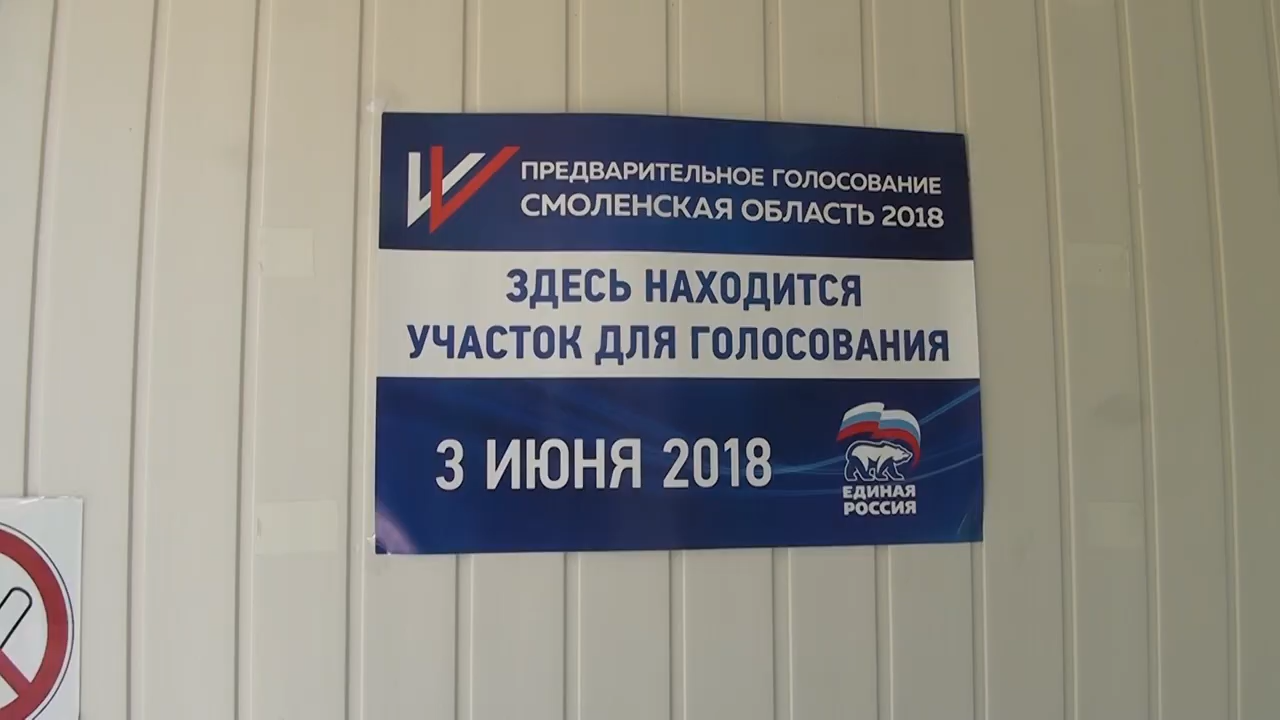 ПРЕДВАРИТЕЛЬНОЕ ГОЛОСОВАНИЕ
СМОЛЕНСКАЯ ОБЛАСТЬ 2018
ЗДЕСЬ НАХОДИТСЯ
УЧАСТОК ДЛЯ ГОЛОСОВАНИЯ
3 ИЮНЯ 2018
ЕДИНАЯ
РОССИЯ